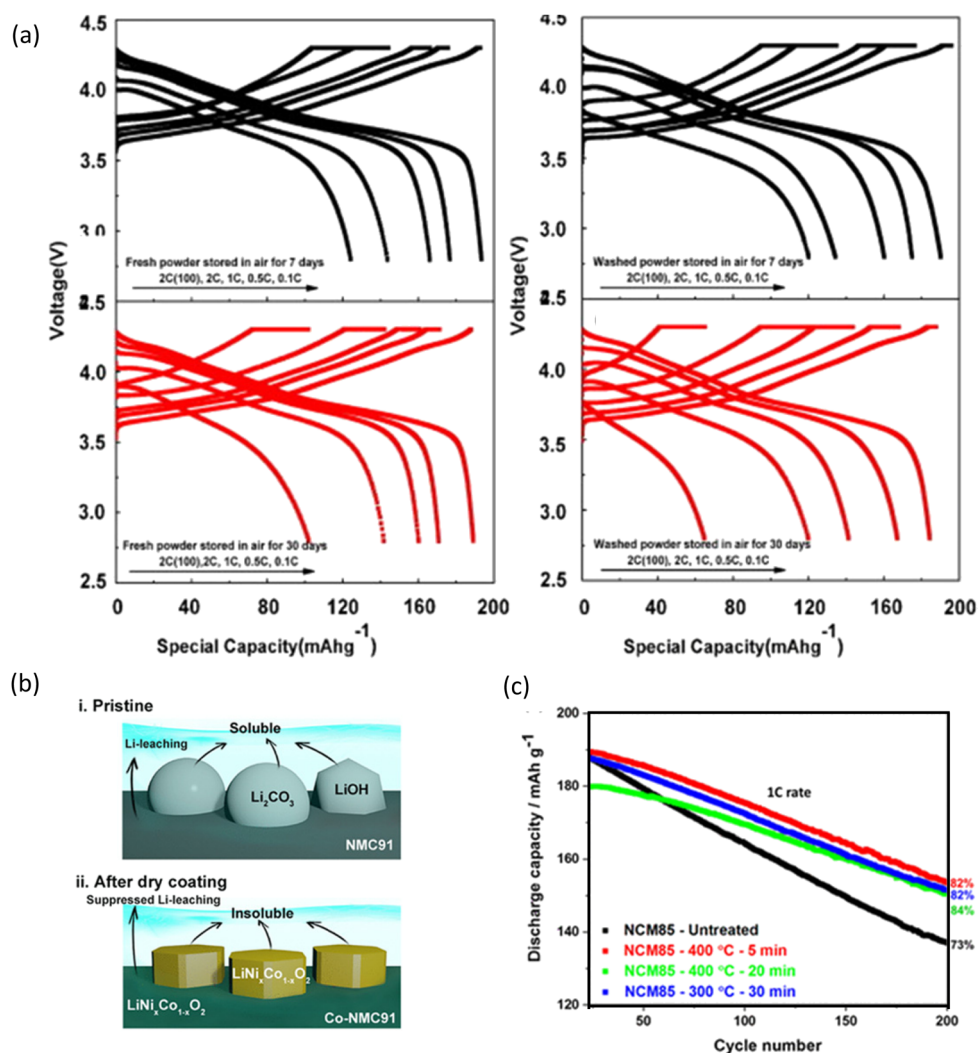 (a)
4.5
4.0
3.5
3.0
2.5
4.0
3.5
3.0
2.5
Voltage(V)
Fresh powder stored in air for 7 days
2C(100), 2C, 1C, 0.5C, 0.1C
Fresh powder stored in air for 30 days
2C(100),2C, 1C, 0.5C, 0.1C
0 40 80 120 160 200
Special Capacity(mAhg-1)
4.5
4.0
3.5
3.0
2.5
4.0
3.5
3.0
2.5
Voltage(V)
Washed powder stored in air for 7 days
2C(100), 2C, 1C, 0.5C, 0.1C
Washed powder stored in air for 30 days
2C(100), 2C, 1C, 0.5C, 0.1C
0 40 80 120 160 200
Special Capacity(mAhg-1)
(b)
i. Pristine
Soluble
Li-leaching
Li2CO3
LiOH
NMC91
ii. After dry coating
Suppressed Li-leaching
Insoluble
LiNixCo1-xO2
LiNixCo1-xO2
Co-NMC91
(c)
200
180
160
140
120
Discharge capacity / mAh g-1
1C rate
82%
82%
84%
73%
NCM85 - Untreated
NCM85 - 400 °C - 5 min
NCM85 - 400 °C - 20 min
NCM85 - 300 °C - 30 min
50 100 150 200
Cycle number